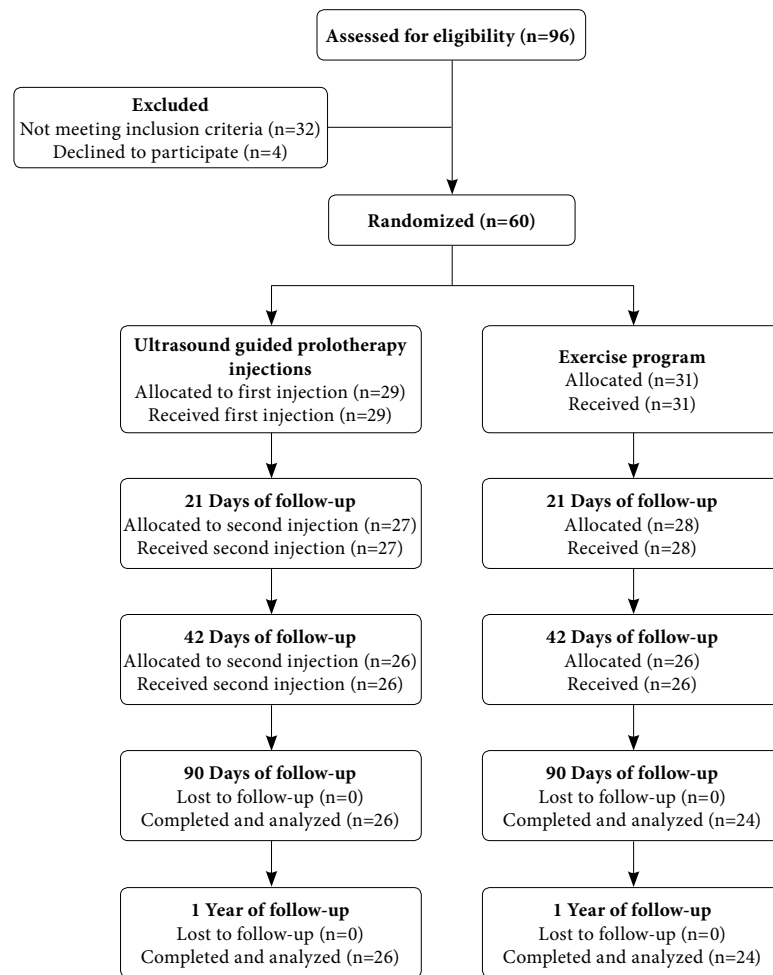 Assessed for eligibility (n=96)
Excluded
Not meeting inclusion criteria (n=32)
Declined to participate (n=4)
Randomized (n=60)
Ultrasound guided prolotherapy
injections
Allocated to first injection (n=29)
Received first injection (n=29)
Exercise program
Allocated (n=31)
Received (n=31)
21 Days of follow-up
Allocated to second injection (n=27)
Received second injection (n=27)
21 Days of follow-up
Allocated (n=28)
Received (n=28)
42 Days of follow-up
Allocated to second injection (n=26)
Received second injection (n=26)
42 Days of follow-up
Allocated (n=26)
Received (n=26)
90 Days of follow-up
Lost to follow-up (n=0)
Completed and analyzed (n=26)
90 Days of follow-up
Lost to follow-up (n=0)
Completed and analyzed (n=24)
1 Year of follow-up
Lost to follow-up (n=0)
Completed and analyzed (n=26)
1 Year of follow-up
Lost to follow-up (n=0)
Completed and analyzed (n=24)